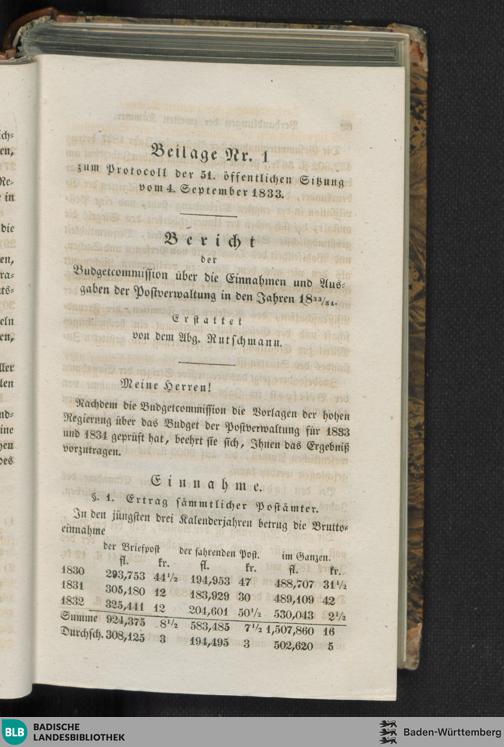 Beilage Nr. 1
zum Protocoll der 51. öffentlichen Sitzung
vom 4. September 1833.
Bericht
der
Budgetcommission über die Einnahmen und Aus-
gaben der Postverwaltung in den Jahren 18³³/₃₄.
Erstattet
von dem Abg. Rutschmann.
Meine Herren!
Nachdem die Budgetcommission die Vorlagen der hohen
Regierung über das Budget der Postverwaltung für 1833
und 1834 geprüft hat, beehrt sie sich, Ihnen das Ergebniß
vorzutragen.
Einnahme.
§. 1. Ertrag sämmtlicher Postämter.
In den jüngsten drei Kalenderjahren betrug die Brutto-
einnahme
der Briefpost der fahrenden Post. im Ganzen.
fl. kr. fl. kr. fl. kr.
1830 293,753 44½ 194,953 47 488,707 31½
1831 305,180 12 183,929 30 489,109 42
1832 325,441 12 204,601 50½ 530,043 2½
Summe 924,375 8½ 583,485 7½ 1,507,860 16
Durchsch. 308,125 3 194,495 3 502,620 5
BLB BADISCHE
LANDESBIBLIOTHEK
Baden-Württemberg